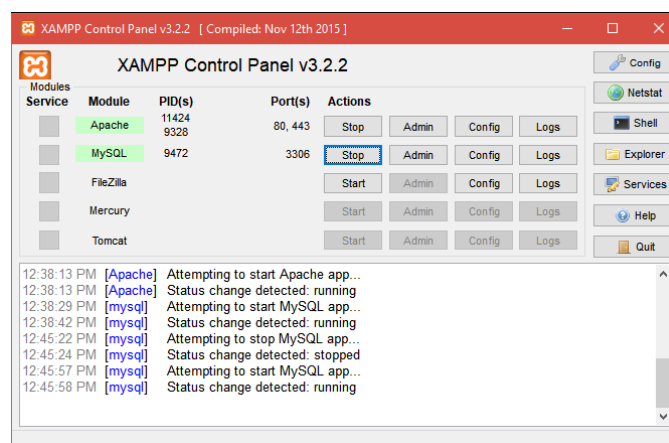 XAMPP Control Panel v3.2.2 [ Compiled: Nov 12th 2015 ]
XAMPP Control Panel v3.2.2
Config
Modules
Service Module PID(s) Port(s) Actions
Netstat
Apache 11424 9328 80, 443 Stop Admin Config Logs
Shell
MySQL 9472 3306 Stop Admin Config Logs
Explorer
FileZilla Start Admin Config Logs
Services
Mercury Start Admin Config Logs
Help
Tomcat Start Admin Config Logs
Quit
12:38:13 PM [Apache] Attempting to start Apache app...
12:38:13 PM [Apache] Status change detected: running
12:38:29 PM [mysql] Attempting to start MySQL app...
12:38:42 PM [mysql] Status change detected: running
12:45:22 PM [mysql] Attempting to stop MySQL app...
12:45:24 PM [mysql] Status change detected: stopped
12:45:57 PM [mysql] Attempting to start MySQL app...
12:45:58 PM [mysql] Status change detected: running